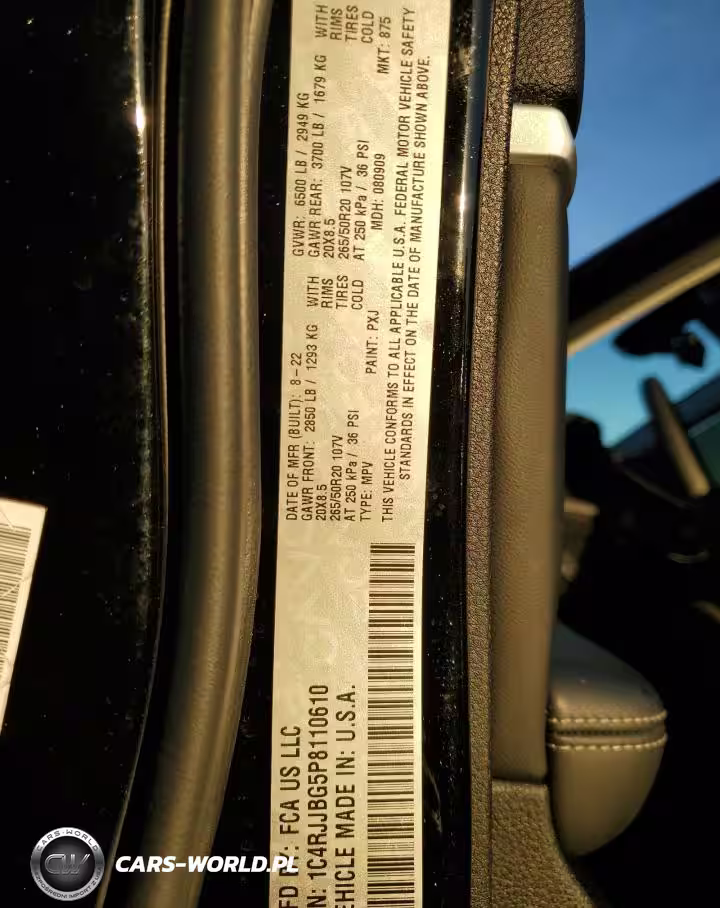 FD BY: FCA US LLC
DATE OF MFR (BUILT): 8-22
GVWR: 6500 LB / 2949 KG
GAWR FRONT: 2850 LB / 1293 KG WITH
GAWR REAR: 3700 LB / 1679 KG WITH
20X8.5 RIMS
20X8.5 RIMS
265/50R20 107V TIRES
265/50R20 107V TIRES
AT 250 kPa / 36 PSI COLD
AT 250 kPa / 36 PSI COLD
TYPE: MPV
PAINT: PXJ
MDH: 080909
MKT: 875
THIS VEHICLE CONFORMS TO ALL APPLICABLE U.S.A. FEDERAL MOTOR VEHICLE SAFETY
STANDARDS IN EFFECT ON THE DATE OF MANUFACTURE SHOWN ABOVE.
N: 1C4RJJBG5P8110610
EHICLE MADE IN: U.S.A.
CARS-WORLD.PL
CARS-WORLD
CW